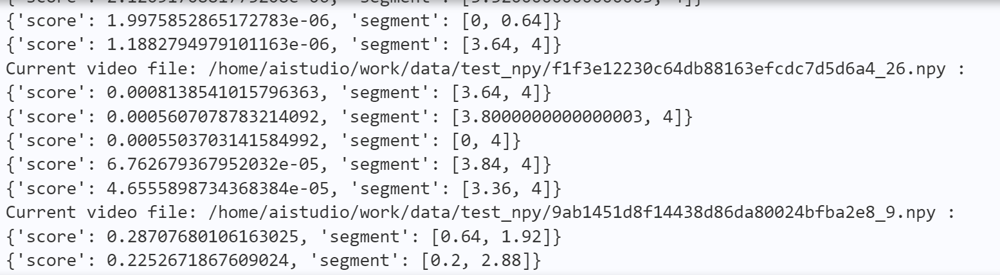 {'score': 1.9975852865172783e-06, 'segment': [0, 0.64]}
{'score': 1.1882794979101163e-06, 'segment': [3.64, 4]}
Current video file: /home/aistudio/work/data/test_npy/f1f3e12230c64db88163efcdc7d5d6a4_26.npy :
{'score': 0.0008138541015796363, 'segment': [3.64, 4]}
{'score': 0.0005607078783214092, 'segment': [3.8000000000000003, 4]}
{'score': 0.0005503703141584992, 'segment': [0, 4]}
{'score': 6.762679367952032e-05, 'segment': [3.84, 4]}
{'score': 4.6555898734368384e-05, 'segment': [3.36, 4]}
Current video file: /home/aistudio/work/data/test_npy/9ab1451d8f14438d86da80024bfba2e8_9.npy :
{'score': 0.28707680106163025, 'segment': [0.64, 1.92]}
{'score': 0.2252671867609024, 'segment': [0.2, 2.88]}